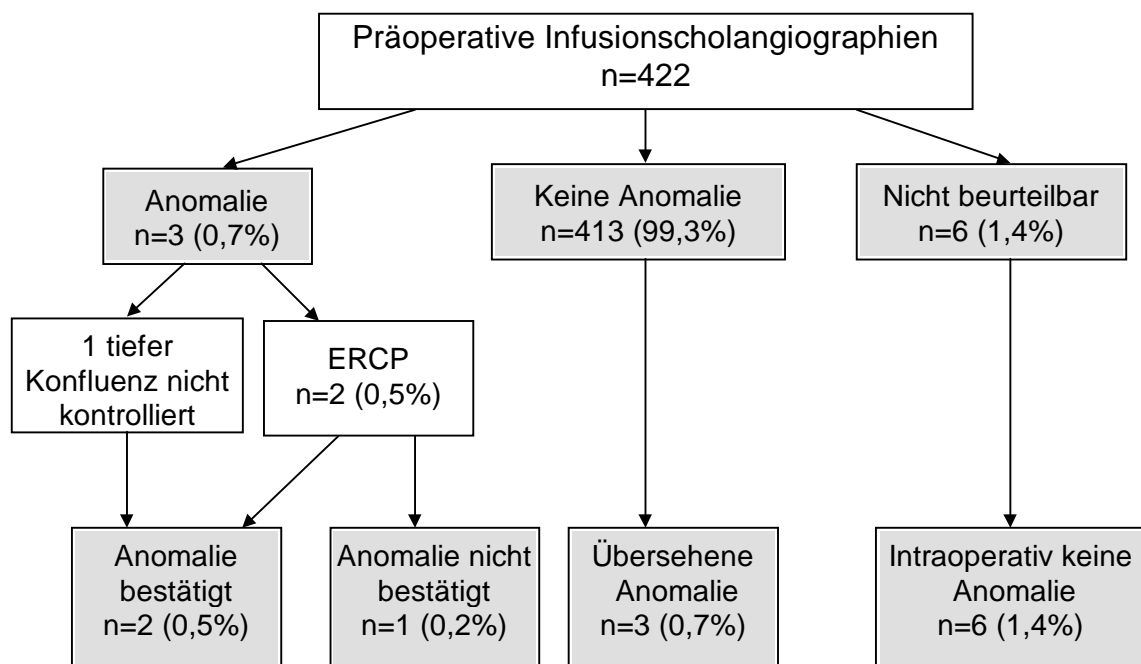 Präoperative Infusionscholangiographien
n=422
Anomalie
n=3 (0,7%)
Keine Anomalie
n=413 (99,3%)
Nicht beurteilbar
n=6 (1,4%)
1 tiefer
Konfluenz nicht
kontrolliert
ERCP
n=2 (0,5%)
Anomalie
bestätigt
n=2 (0,5%)
Anomalie nicht
bestätigt
n=1 (0,2%)
Übersehene
Anomalie
n=3 (0,7%)
Intraoperativ keine
Anomalie
n=6 (1,4%)